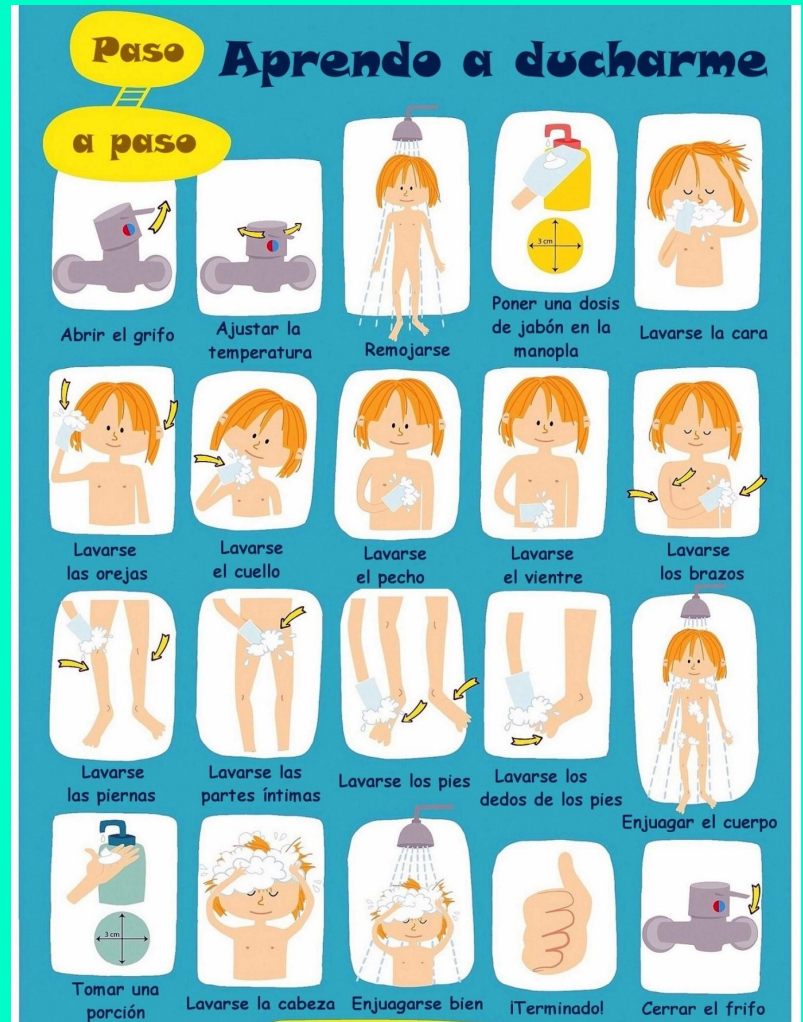 Paso
a paso
Aprendo a ducharme
Abrir el grifo
Ajustar la
temperatura
Remojarse
3 cm
Poner una dosis
de jabón en la
manopla
Lavarse la cara
Lavarse
las orejas
Lavarse
el cuello
Lavarse
el pecho
Lavarse
el vientre
Lavarse
los brazos
Lavarse
las piernas
Lavarse las
partes íntimas
Lavarse los pies
Lavarse los
dedos de los pies
Enjuagar el cuerpo
3 cm
Tomar una
porción
Lavarse la cabeza
Enjuagarse bien
¡Terminado!
Cerrar el frifo